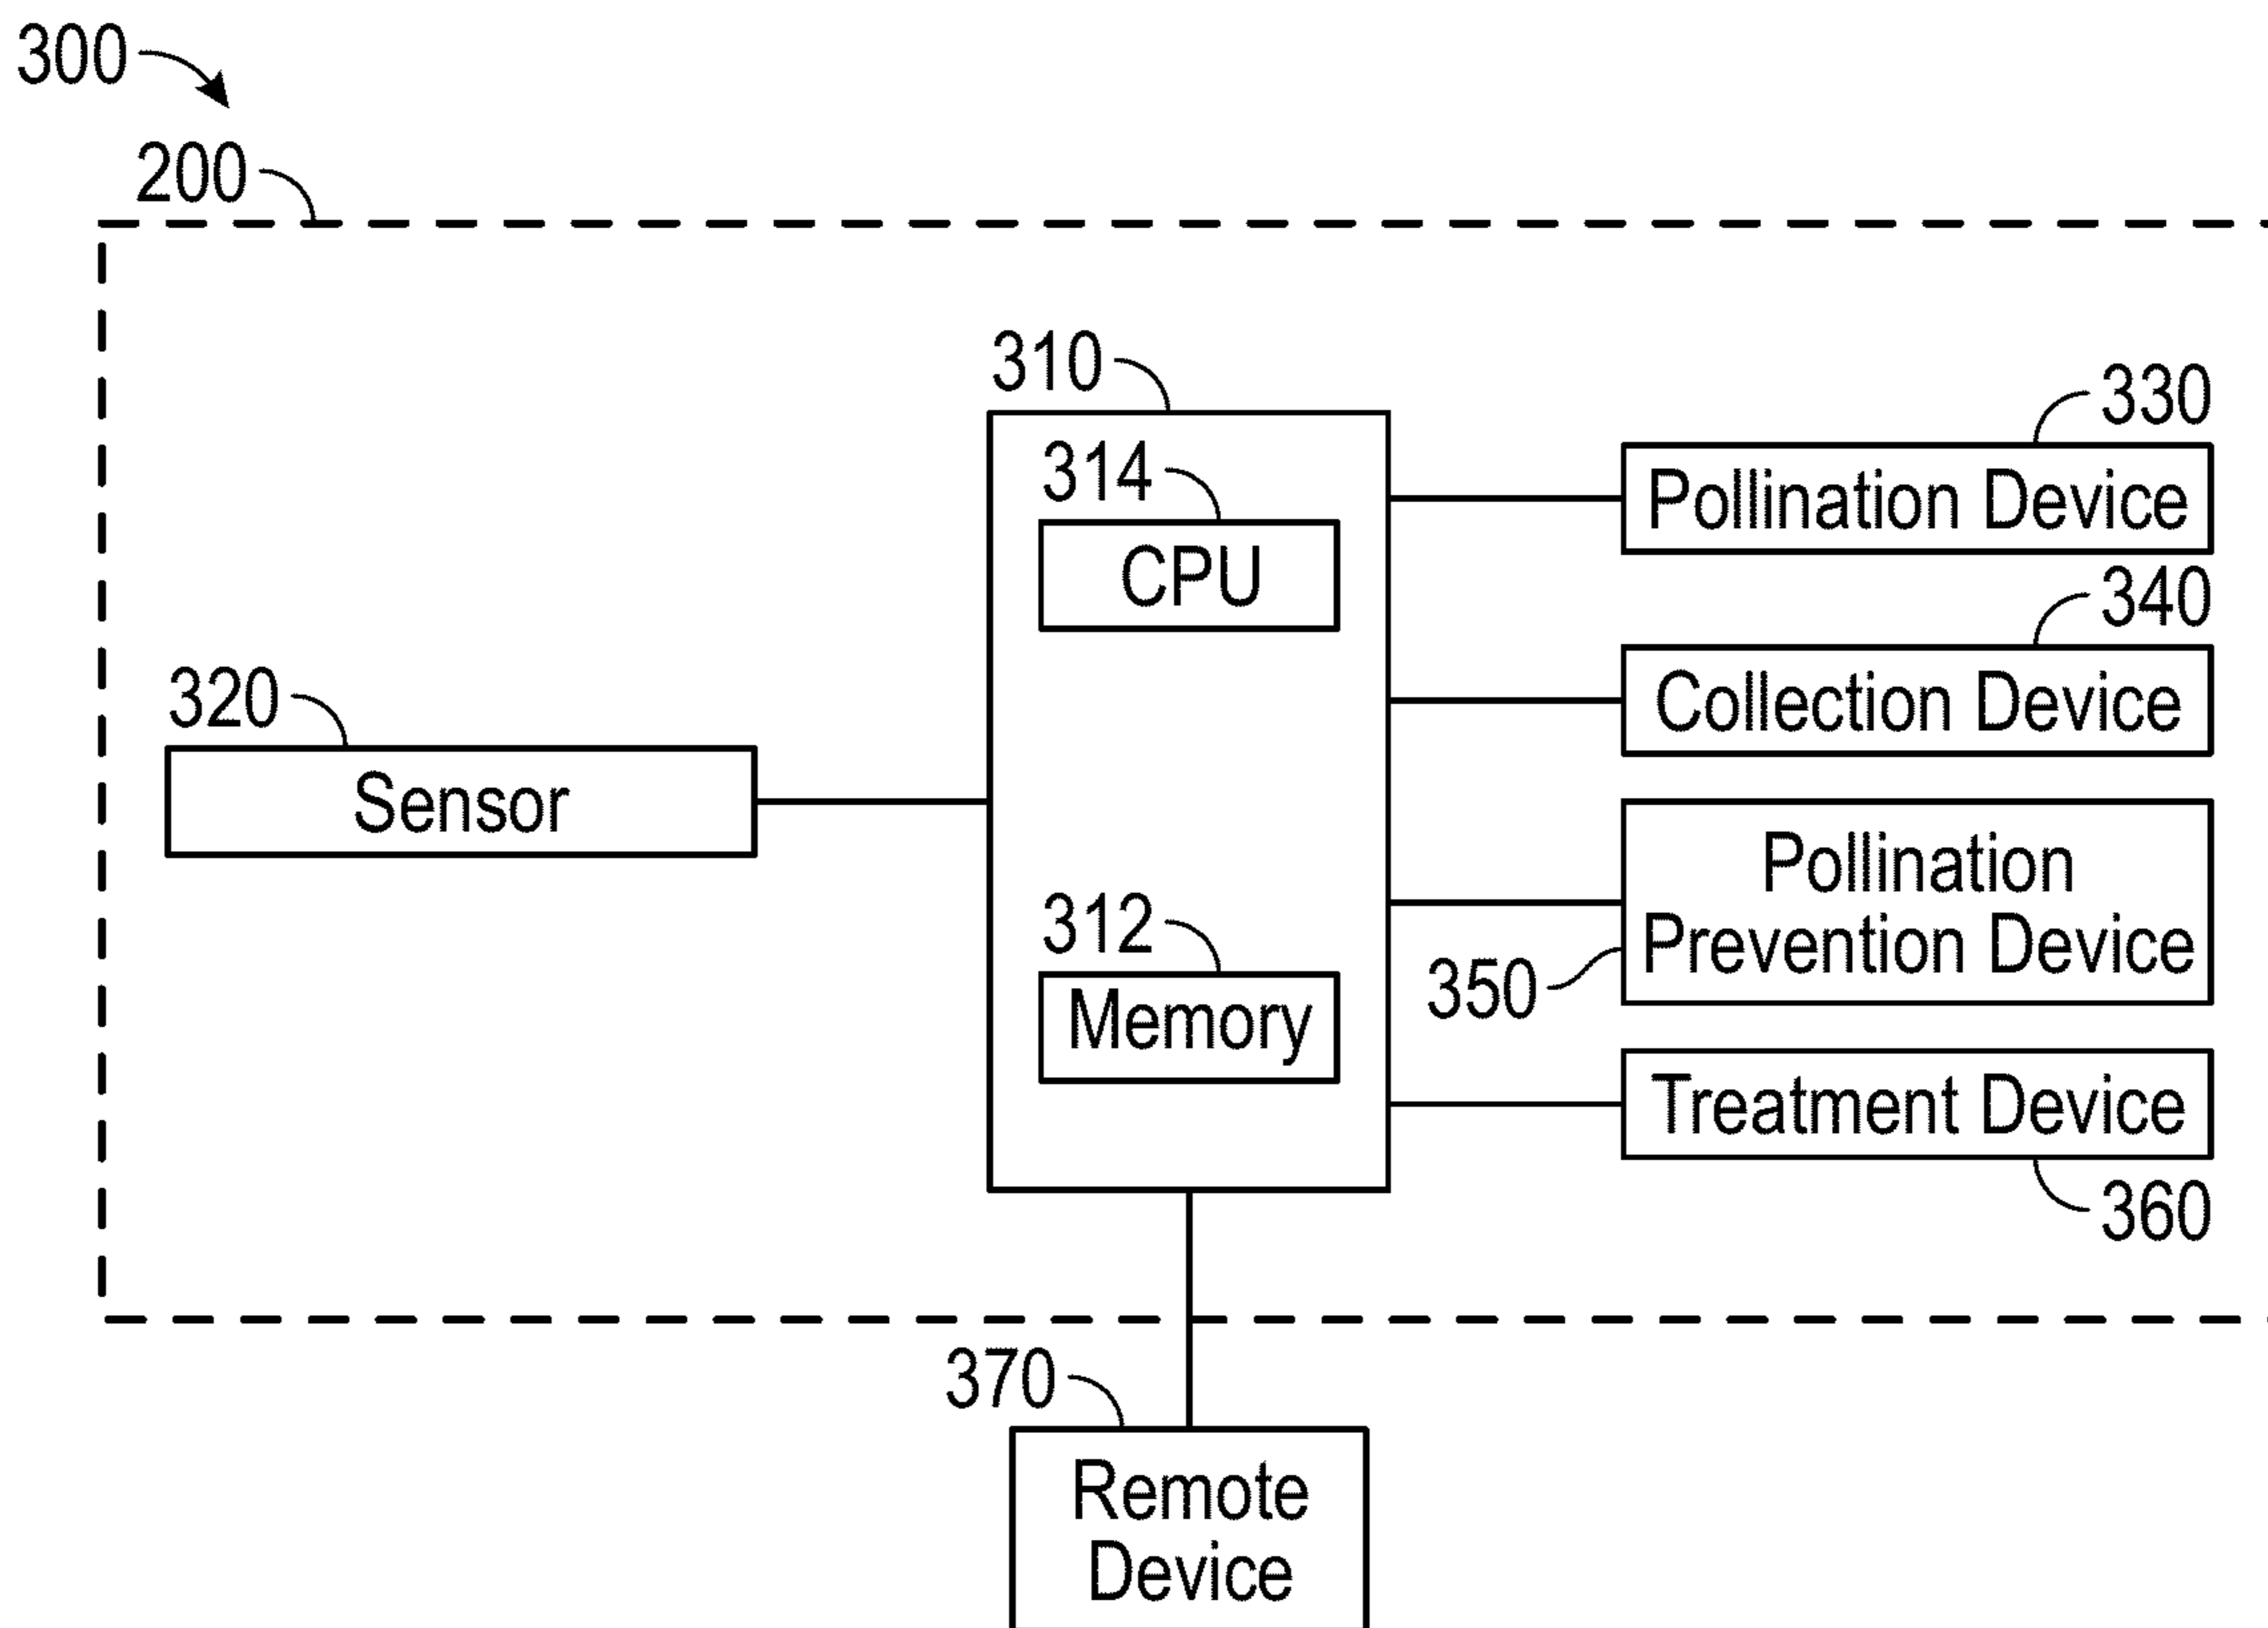 300
200
310
330
314
Pollination Device
CPU
340
320
Collection Device
Sensor
Pollination
312
Prevention Device
350
Memory
Treatment Device
360
370
Remote
Device